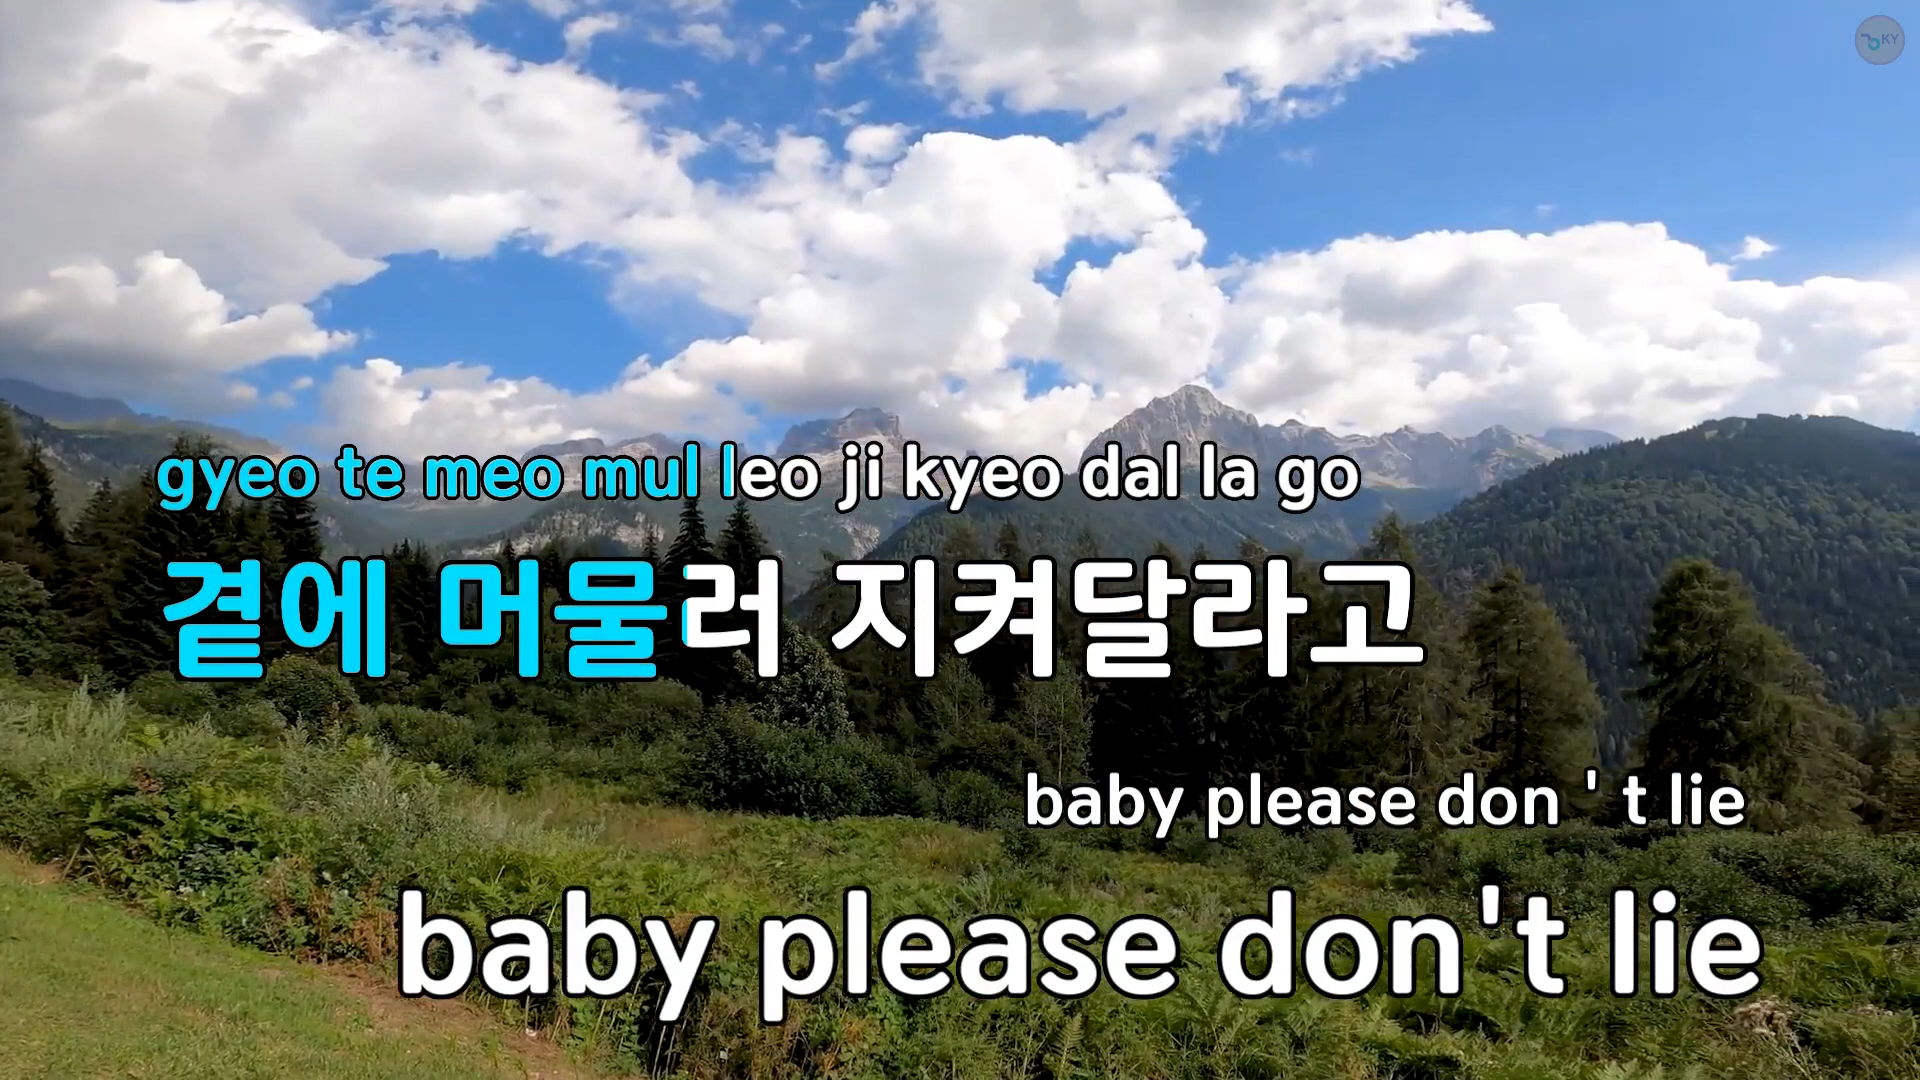 KY
gyeo te meo mul leo ji kyeo dal la go
곁에 머물러 지켜달라고
baby please don ' t lie
baby please don't lie